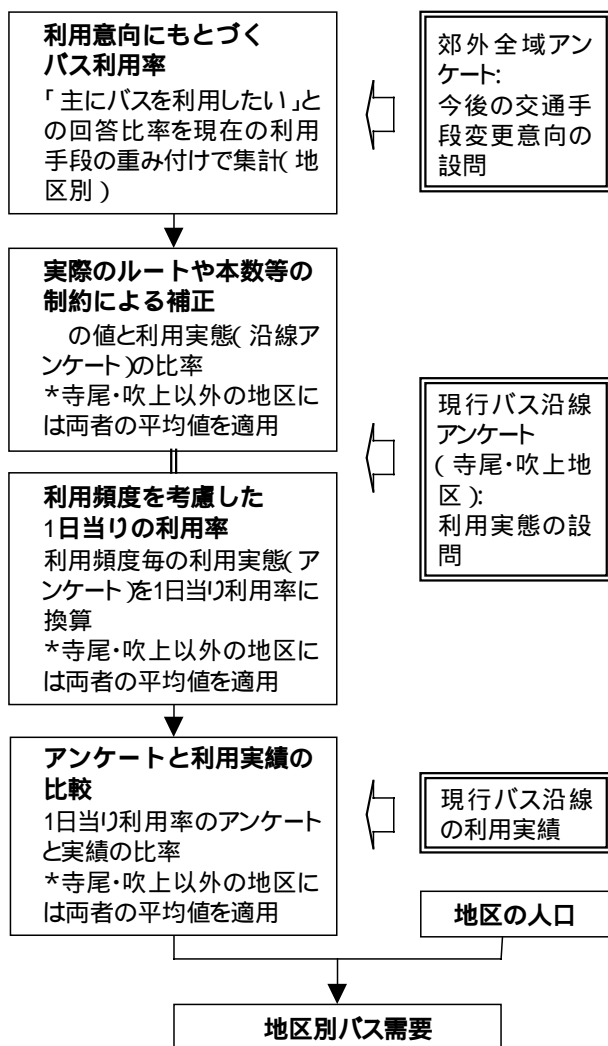 利用意向にもとづく
バス利用率
「主にバスを利用したい」と
の回答比率を現在の利用
手段の重み付けで集計(地
区別)
郊外全域アン
ケート:
今後の交通手
段変更意向の
設問
実際のルートや本数等の
制約による補正
の値と利用実態(沿線ア
ンケート)の比率
*寺尾・吹上以外の地区に
は両者の平均値を適用
利用頻度を考慮した
1日当りの利用率
利用頻度毎の利用実態(ア
ンケート)を1日当り利用率に
換算
*寺尾・吹上以外の地区に
は両者の平均値を適用
現行バス沿線
アンケート
(寺尾・吹上地
区):
利用実態の設
問
アンケートと利用実績の
比較
1日当り利用率のアンケート
と実績の比率
*寺尾・吹上以外の地区に
は両者の平均値を適用
現行バス沿線
の利用実績
地区の人口
地区別バス需要